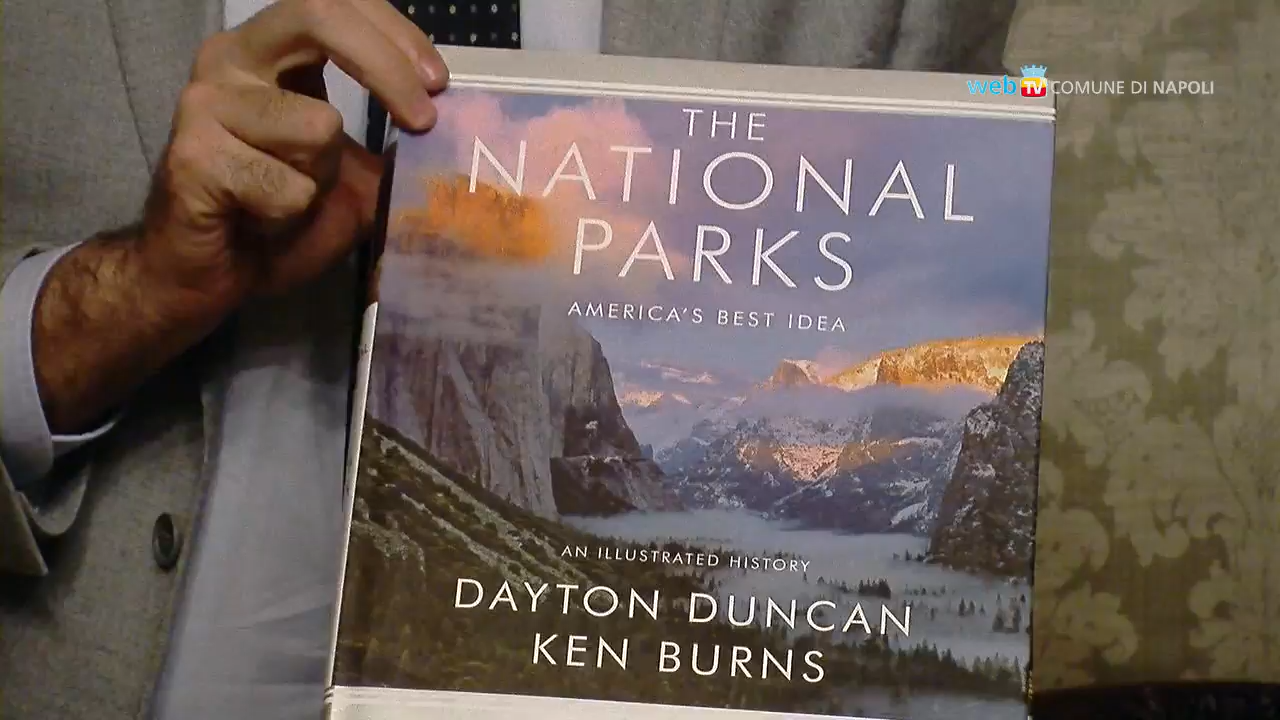 web TV COMUNE DI NAPOLI
THE
NATIONAL
PARKS
AMERICA'S BEST IDEA
AN ILLUSTRATED HISTORY
DAYTON DUNCAN
KEN BURNS